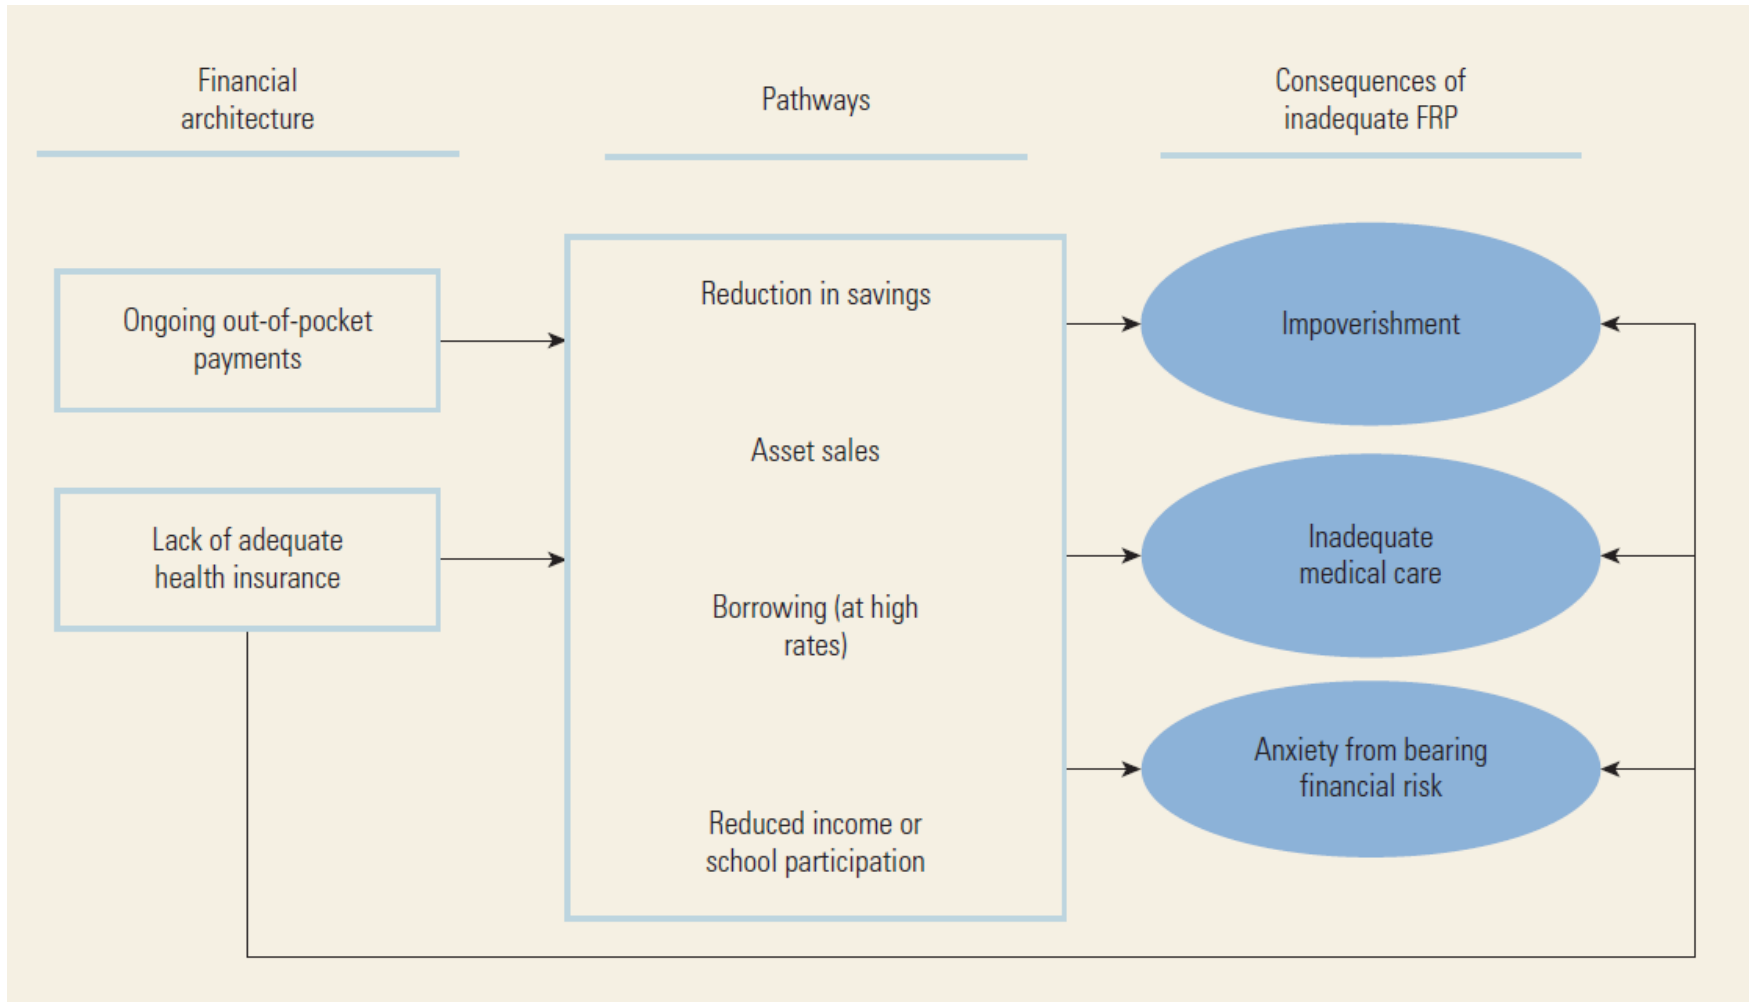 Financial
architecture
Pathways
Consequences of
inadequate FRP
Ongoing out-of-pocket
payments
Lack of adequate
health insurance
Reduction in savings
Asset sales
Borrowing (at high
rates)
Reduced income or
school participation
Impoverishment
Inadequate
medical care
Anxiety from bearing
financial risk